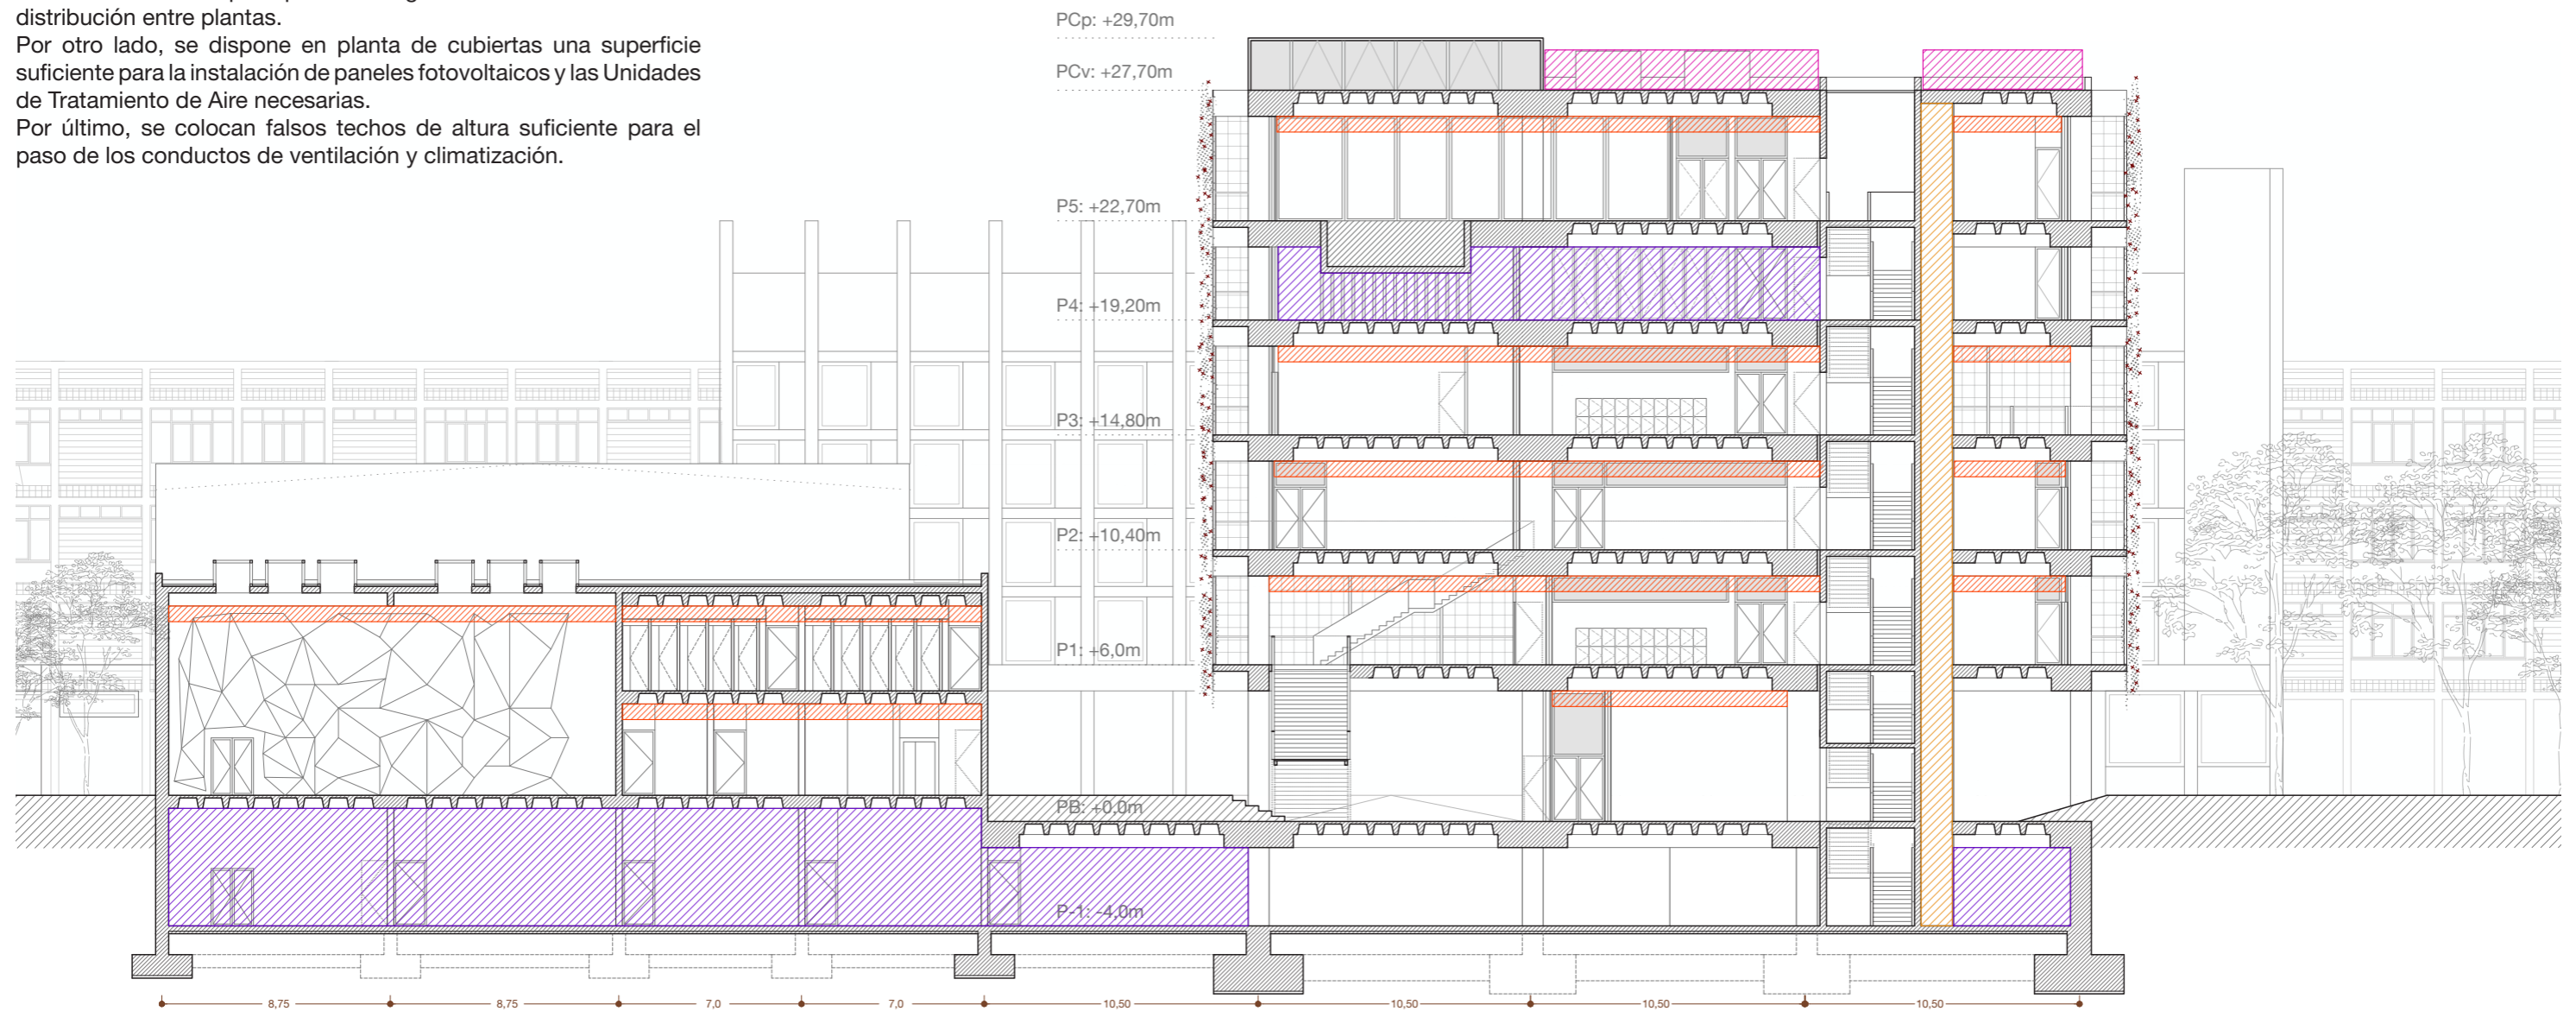 distribución entre plantas.
Por otro lado, se dispone en planta de cubiertas una superficie
suficiente para la instalación de paneles fotovoltaicos y las Unidades
de Tratamiento de Aire necesarias.
Por último, se colocan falsos techos de altura suficiente para el
paso de los conductos de ventilación y climatización.
PCp: +29,70m
PCv: +27,70m
P5: +22,70m
P4: +19,20m
P3: +14,80m
P2: +10,40m
P1: +6,0m
PB: +0,0m
P-1: -4,0m
8,75
8,75
7,0
7,0
10,50
10,50
10,50
10,50